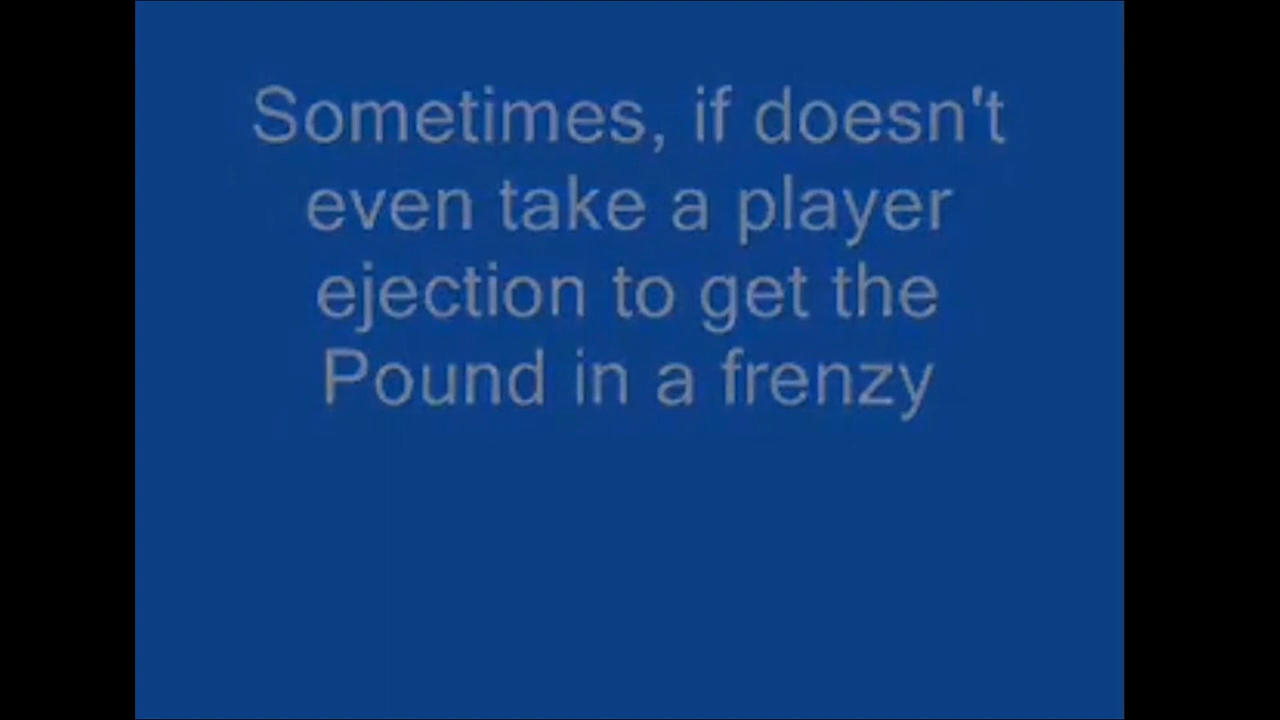 Sometimes, if doesn't
even take a player
ejection to get the
Pound in a frenzy